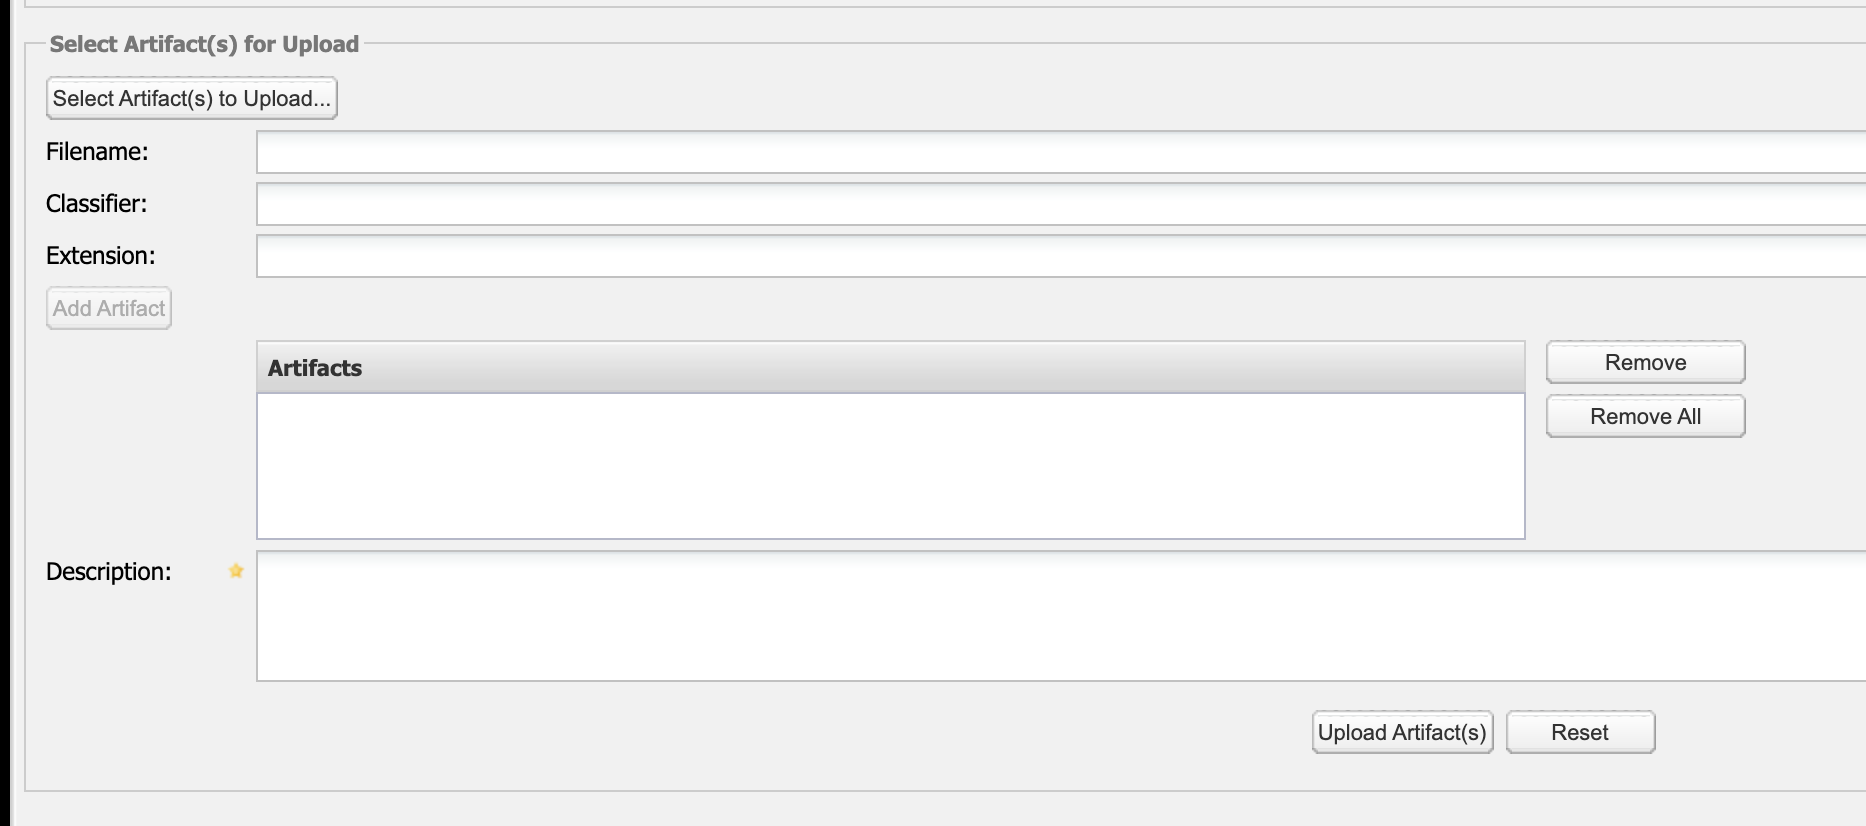 Select Artifact(s) for Upload
Select Artifact(s) to Upload...
Filename:
Classifier:
Extension:
Add Artifact
Artifacts
Remove
Remove All
Description:
Upload Artifact(s)
Reset